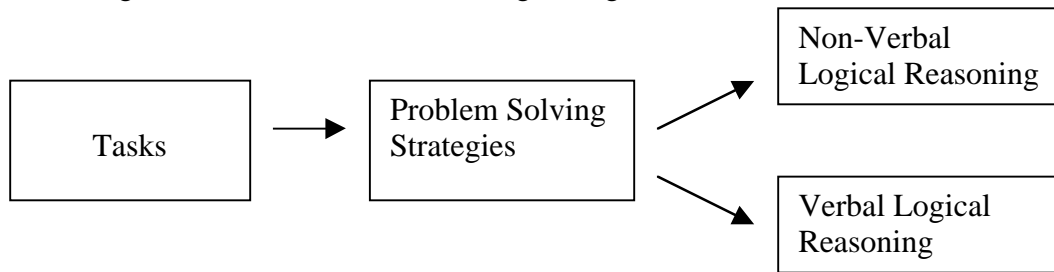 Non-Verbal
Logical Reasoning
Problem Solving
Strategies
Tasks
Verbal Logical
Reasoning